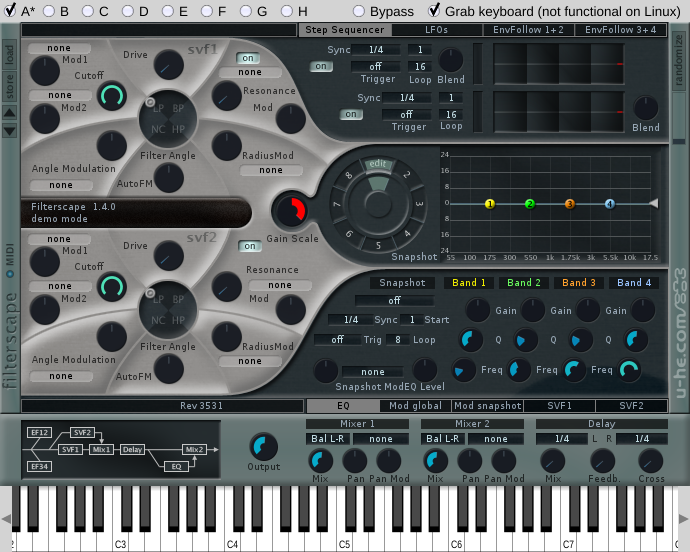 A* B C D E F G H Bypass Grab keyboard (not functional on Linux)
Step Sequencer LFOs EnvFollow 1+2 EnvFollow 3+4
load
store
randomize
none Drive svf1 on none
Mod1
Cutoff
none
Mod2
Resonance
Mod
LP BP
NC HP
Angle Modulation Filter Angle RadiusMod
none AutoFM none
Sync 1/4 1
on off 16 Blend
Trigger Loop
Sync 1/4 1
on off 16
Trigger Loop Blend
Filterscape 1.4.0
demo mode
Gain Scale
edit
2
3
4
5
6
7
8
Snapshot
24
16
8
0
8
16
24
1 2 3 4
55 100 175 300 550 1k 1.75k 3k 5.5k 10k 17.5
none Drive svf2 on
Mod1
Cutoff
none
Mod2
Resonance
none
Mod
LP BP
NC HP
Angle Modulation Filter Angle RadiusMod
none AutoFM none
MIDI
filterscape
u-he.com/
Snapshot Band 1 Band 2 Band 3 Band 4
off
Gain Gain
1/4 Sync 1 Start
off Trig 8 Loop
Q Q
none
Freq Freq
Snapshot ModEQ Level
Rev 3531 EQ Mod global Mod snapshot SVF1 SVF2
EF12 SVF2 SVF1 Mix1 Delay Mix2 EF34 EQ
Output
Mixer 1 Mixer 2 Delay
Bal L-R none Bal L-R none 1/4 L R 1/4
Mix Pan Pan Mod Mix Pan Pan Mod Mix Feedb. Cross
C3 C4 C5 C6 C7